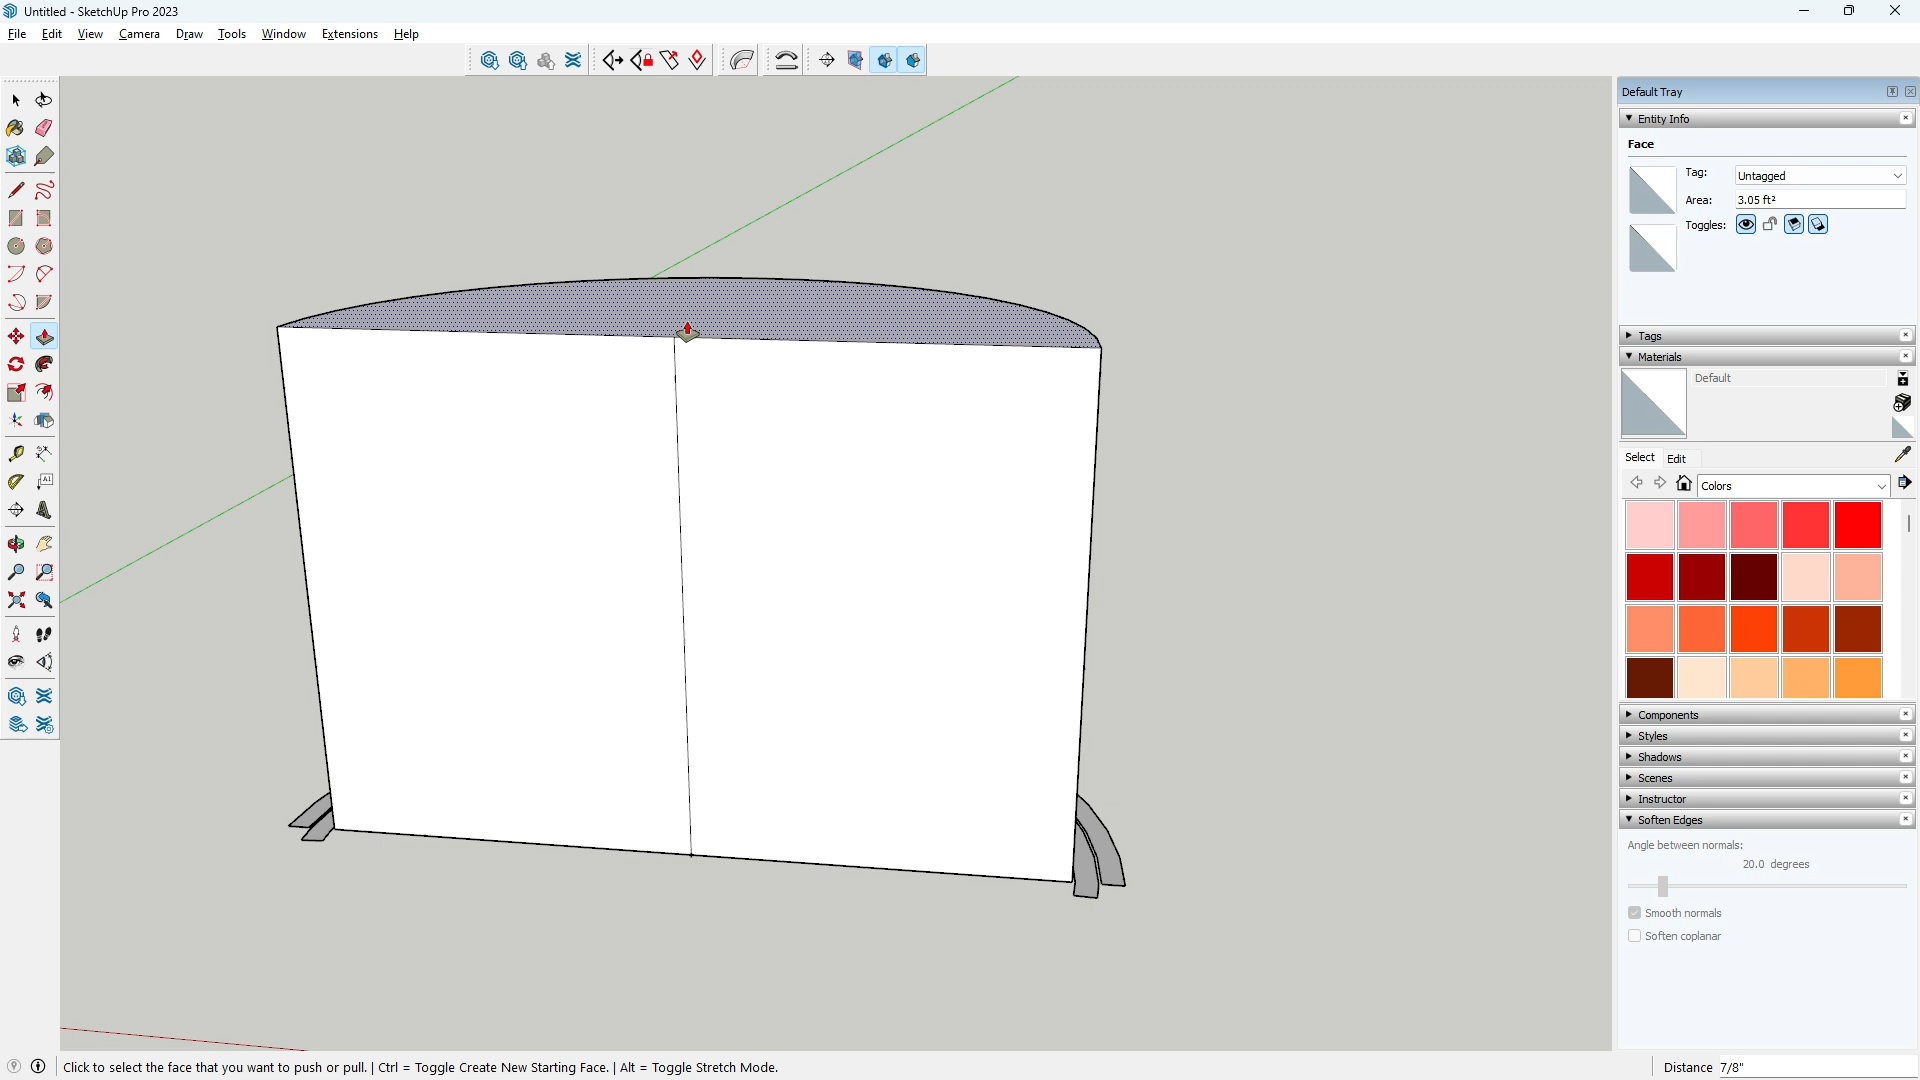 Untitled - SketchUp Pro 2023
File Edit View Camera Draw Tools Window Extensions Help
Default Tray
Entity Info
Face
Tag: Untagged
Area: 3.05 ft²
Toggles:
Tags
Materials
Default
Select Edit
Colors
Components
Styles
Shadows
Scenes
Instructor
Soften Edges
Angle between normals:
20.0 degrees
Smooth normals
Soften coplanar
Click to select the face that you want to push or pull. | Ctrl = Toggle Create New Starting Face. | Alt = Toggle Stretch Mode.
Distance 7/8"